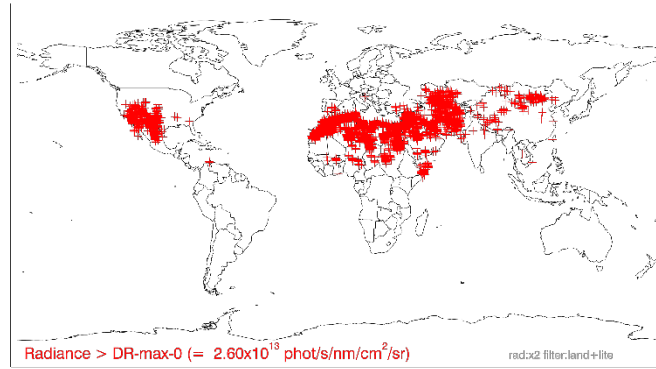 Radiance > DR-max-0 (= 2.60x10¹³ phot/s/nm/cm²/sr)
rad:x2 filter:land+lite